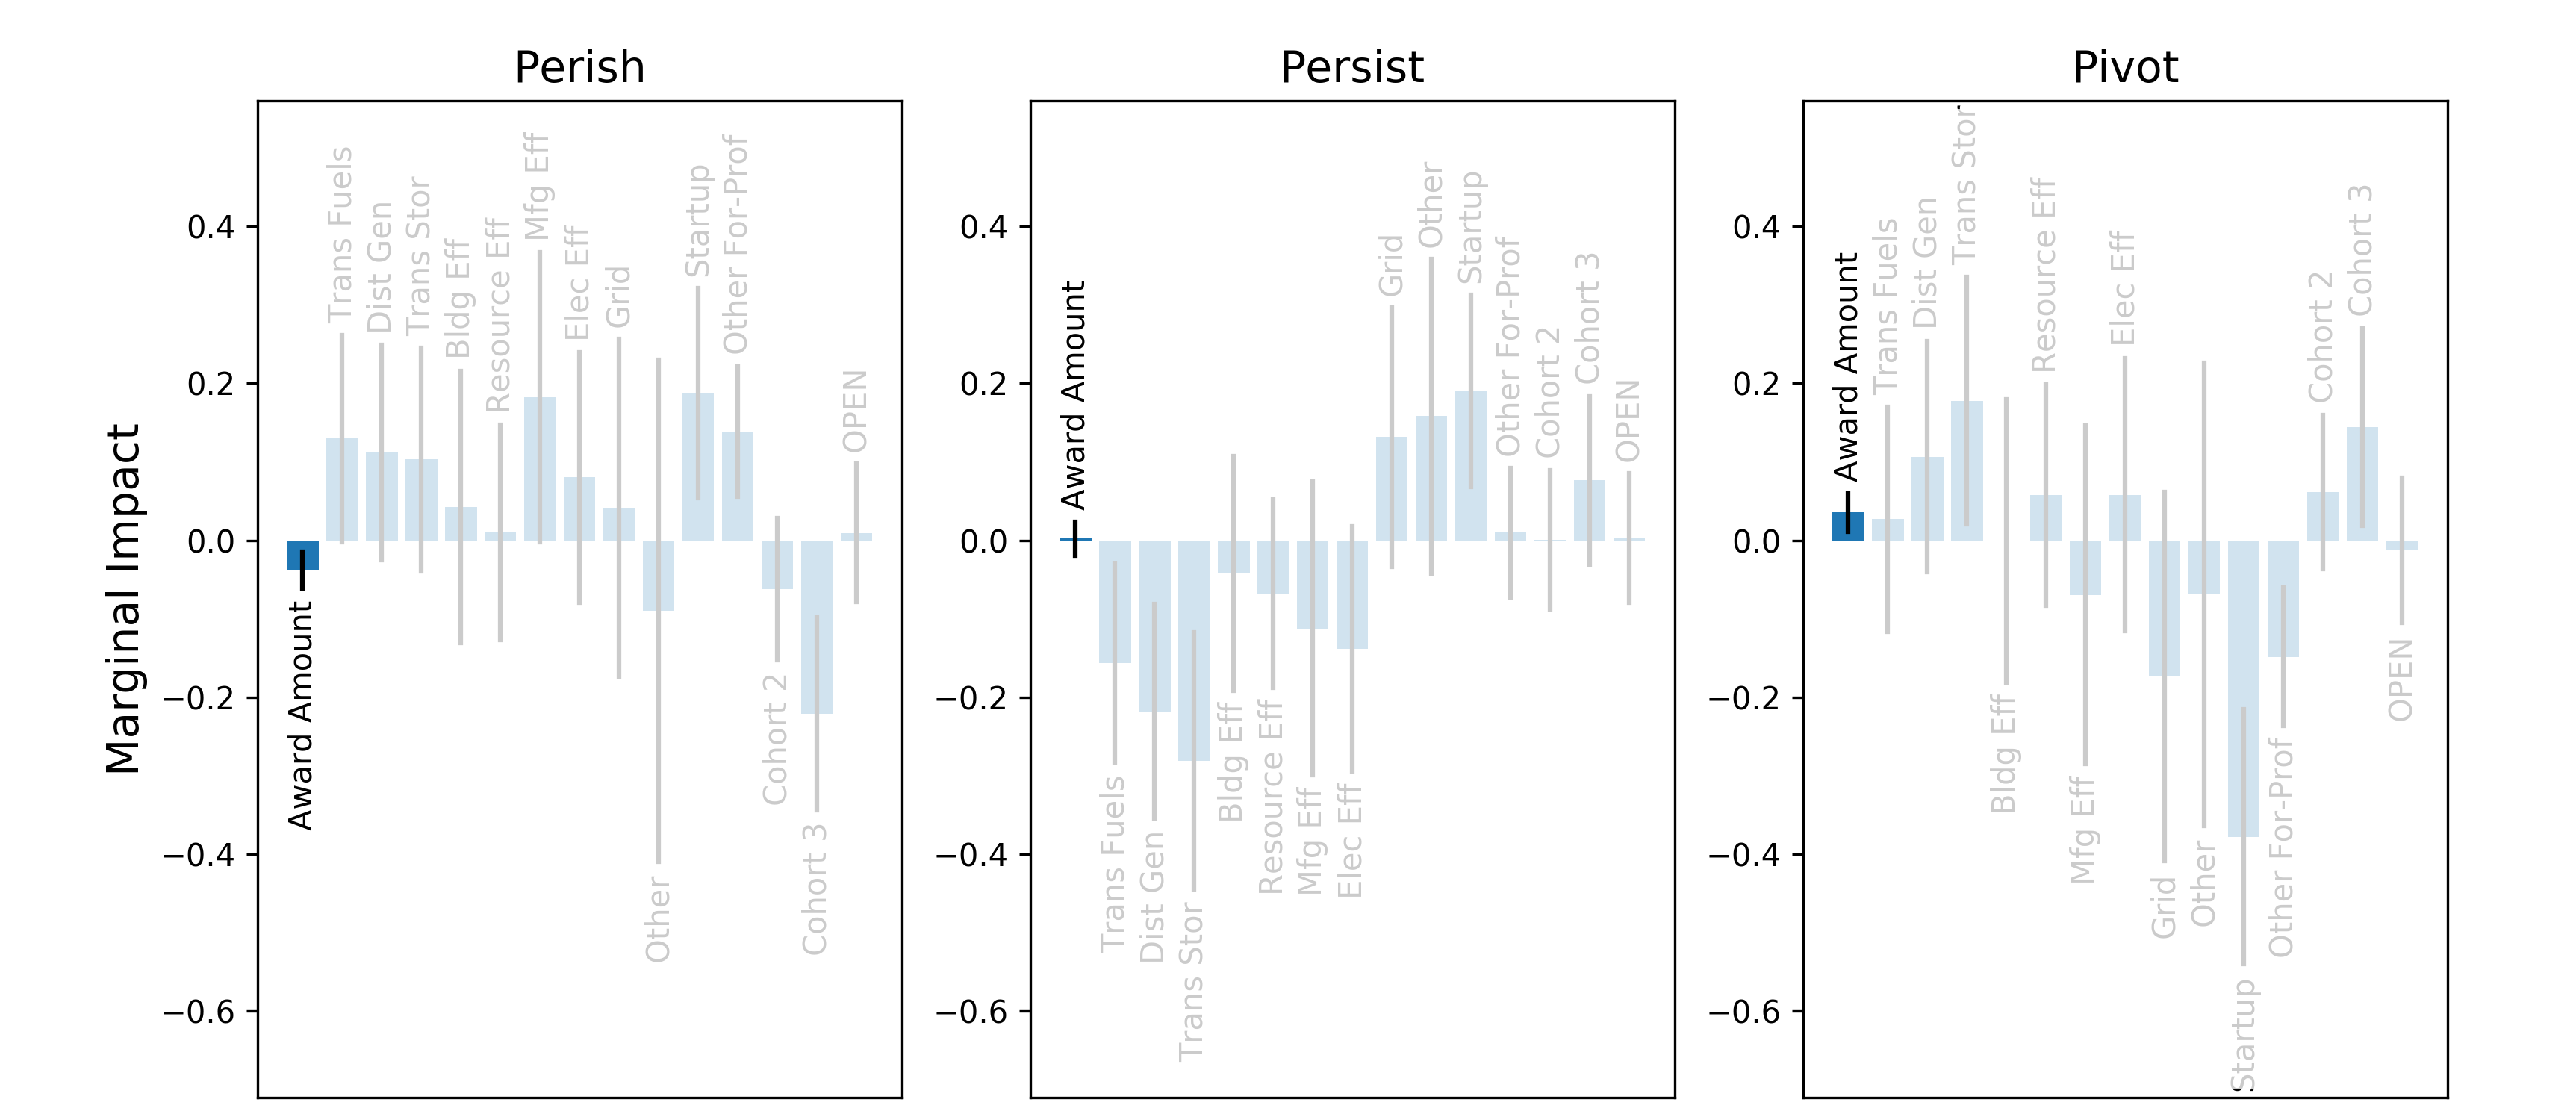 Perish
Persist
Pivot
Marginal Impact
0.4
0.2
0.0
−0.2
−0.4
−0.6
Award Amount
Trans Fuels
Dist Gen
Trans Stor
Bldg Eff
Resource Eff
Mfg Eff
Elec Eff
Grid
Other
Startup
Other For-Prof
Cohort 2
Cohort 3
OPEN
0.4
0.2
0.0
−0.2
−0.4
−0.6
Award Amount
Trans Fuels
Dist Gen
Trans Stor
Bldg Eff
Resource Eff
Mfg Eff
Elec Eff
Grid
Other
Startup
Other For-Prof
Cohort 2
Cohort 3
OPEN
0.4
0.2
0.0
−0.2
−0.4
−0.6
Award Amount
Trans Fuels
Dist Gen
Trans Stor
Bldg Eff
Resource Eff
Mfg Eff
Elec Eff
Grid
Other
Startup
Other For-Prof
Cohort 2
Cohort 3
OPEN